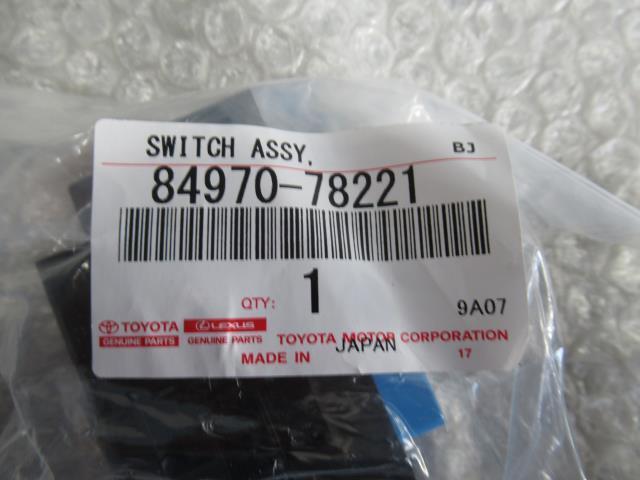 SWITCH ASSY, BJ
84970-78221
QTY: 1 9A07
TOYOTA LEXUS TOYOTA MOTOR CORPORATION
GENUINE PARTS GENUINE PARTS
MADE IN JAPAN 17